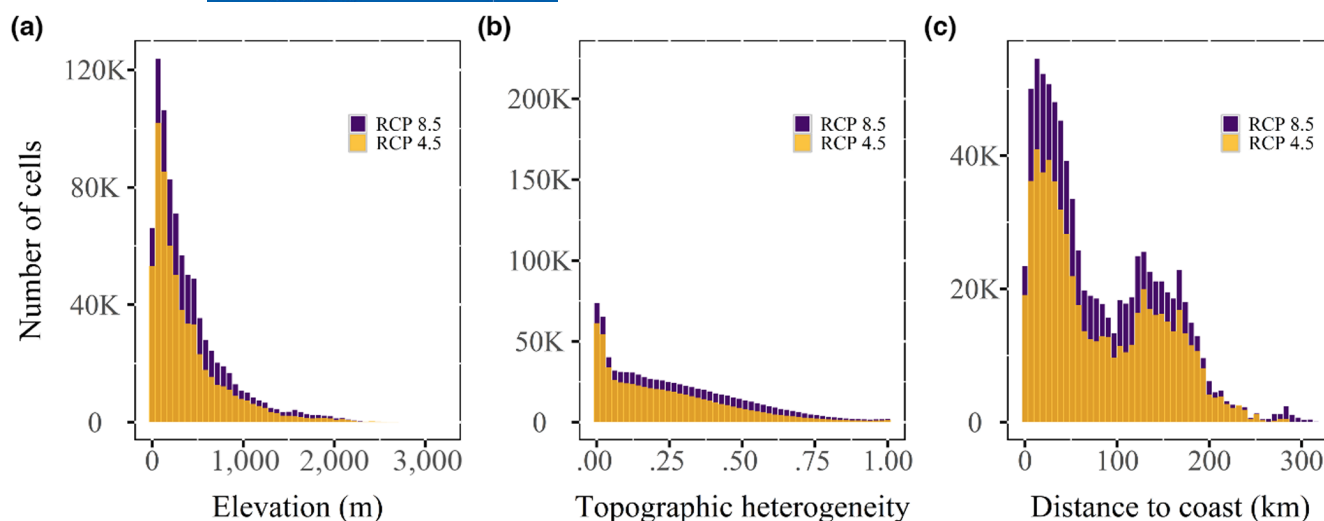 (a)
Number of cells
120K
80K
40K
0
RCP 8.5
RCP 4.5
0 1,000 2,000 3,000
Elevation (m)
(b)
200K
150K
100K
50K
0
RCP 8.5
RCP 4.5
.00 .25 .50 .75 1.00
Topographic heterogeneity
(c)
40K
20K
0
RCP 8.5
RCP 4.5
0 100 200 300
Distance to coast (km)